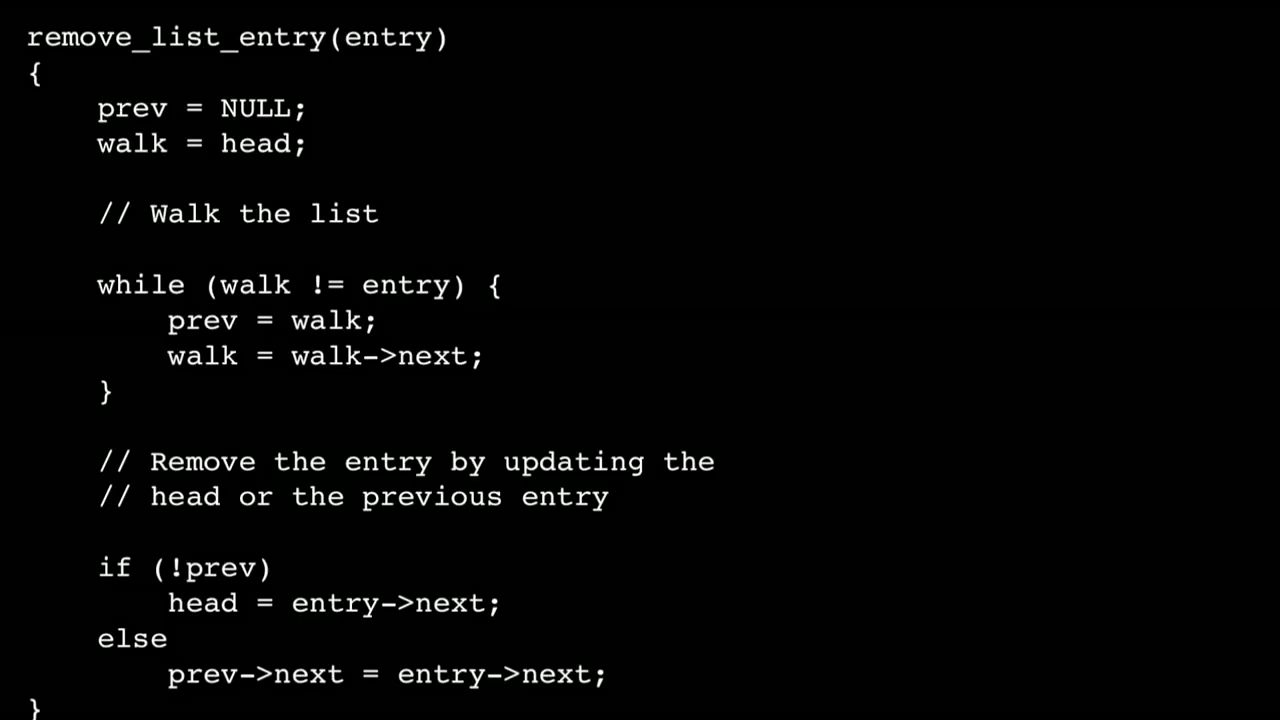 remove_list_entry(entry)
{
    prev = NULL;
    walk = head;

    // Walk the list

    while (walk != entry) {
        prev = walk;
        walk = walk->next;
    }

    // Remove the entry by updating the
    // head or the previous entry

    if (!prev)
        head = entry->next;
    else
        prev->next = entry->next;
}